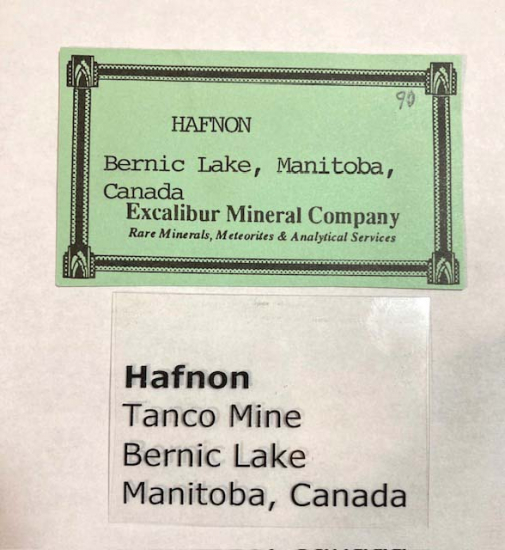 90
HAFNON
Bernic Lake, Manitoba,
Canada
Excalibur Mineral Company
Rare Minerals, Meteorites & Analytical Services
Hafnon
Tanco Mine
Bernic Lake
Manitoba, Canada